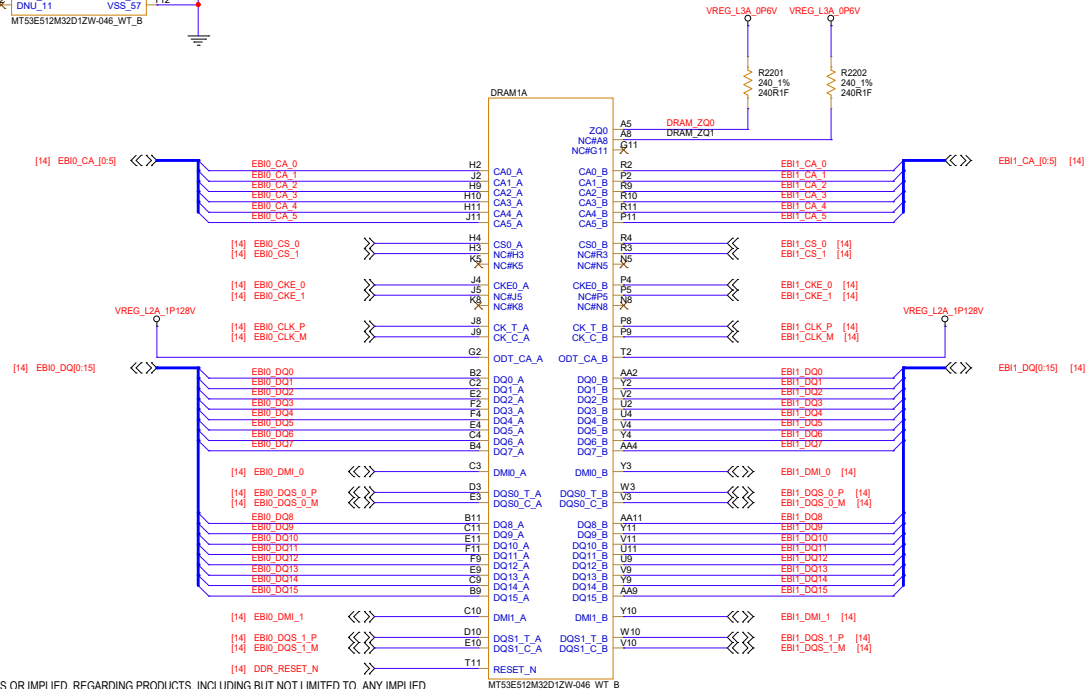 DNU_11 VSS_57 F12
MT53E512M32D1ZW-046_WT_B
VREG_L3A_0P6V VREG_L3A_0P6V
R2201 R2202
240_1% 240_1%
240R1F 240R1F
DRAM1A
ZQ0 A5 DRAM_ZQ0
NC#A8 A8 DRAM_ZQ1
NC#G11 G11
[14] EBI0_CA_[0:5] EBI1_CA_[0:5] [14]
EBI0_CA_0 H2 CA0_A CA0_B R2 EBI1_CA_0
EBI0_CA_1 J2 CA1_A CA1_B P2 EBI1_CA_1
EBI0_CA_2 H9 CA2_A CA2_B R9 EBI1_CA_2
EBI0_CA_3 H10 CA3_A CA3_B R10 EBI1_CA_3
EBI0_CA_4 H11 CA4_A CA4_B R11 EBI1_CA_4
EBI0_CA_5 J11 CA5_A CA5_B P11 EBI1_CA_5
[14] EBI0_CS_0 H4 CS0_A CS0_B R4 EBI1_CS_0 [14]
[14] EBI0_CS_1 H3 NC#H3 NC#R3 R3 EBI1_CS_1 [14]
K5 NC#K5 NC#N5 N5
[14] EBI0_CKE_0 J4 CKE0_A CKE0_B P4 EBI1_CKE_0 [14]
[14] EBI0_CKE_1 J5 NC#J5 NC#P5 P5 EBI1_CKE_1 [14]
K8 NC#K8 NC#N8 N8
VREG_L2A_1P128V VREG_L2A_1P128V
[14] EBI0_CLK_P J8 CK_T_A CK_T_B P8 EBI1_CLK_P [14]
[14] EBI0_CLK_M J9 CK_C_A CK_C_B P9 EBI1_CLK_M [14]
G2 ODT_CA_A ODT_CA_B T2
[14] EBI0_DQ[0:15] EBI1_DQ[0:15] [14]
EBI0_DQ0 B2 DQ0_A DQ0_B AA2 EBI1_DQ0
EBI0_DQ1 C2 DQ1_A DQ1_B Y2 EBI1_DQ1
EBI0_DQ2 E2 DQ2_A DQ2_B V2 EBI1_DQ2
EBI0_DQ3 F2 DQ3_A DQ3_B U2 EBI1_DQ3
EBI0_DQ4 F4 DQ4_A DQ4_B U4 EBI1_DQ4
EBI0_DQ5 E4 DQ5_A DQ5_B V4 EBI1_DQ5
EBI0_DQ6 C4 DQ6_A DQ6_B Y4 EBI1_DQ6
EBI0_DQ7 B4 DQ7_A DQ7_B AA4 EBI1_DQ7
[14] EBI0_DMI_0 C3 DMI0_A DMI0_B Y3 EBI1_DMI_0 [14]
[14] EBI0_DQS_0_P D3 DQS0_T_A DQS0_T_B W3 EBI1_DQS_0_P [14]
[14] EBI0_DQS_0_M E3 DQS0_C_A DQS0_C_B V3 EBI1_DQS_0_M [14]
EBI0_DQ8 B11 DQ8_A DQ8_B AA11 EBI1_DQ8
EBI0_DQ9 C11 DQ9_A DQ9_B Y11 EBI1_DQ9
EBI0_DQ10 E11 DQ10_A DQ10_B V11 EBI1_DQ10
EBI0_DQ11 F11 DQ11_A DQ11_B U11 EBI1_DQ11
EBI0_DQ12 F9 DQ12_A DQ12_B U9 EBI1_DQ12
EBI0_DQ13 E9 DQ13_A DQ13_B V9 EBI1_DQ13
EBI0_DQ14 C9 DQ14_A DQ14_B Y9 EBI1_DQ14
EBI0_DQ15 B9 DQ15_A DQ15_B AA9 EBI1_DQ15
[14] EBI0_DMI_1 C10 DMI1_A DMI1_B Y10 EBI1_DMI_1 [14]
[14] EBI0_DQS_1_P D10 DQS1_T_A DQS1_T_B W10 EBI1_DQS_1_P [14]
[14] EBI0_DQS_1_M E10 DQS1_C_A DQS1_C_B V10 EBI1_DQS_1_M [14]
[14] DDR_RESET_N T11 RESET_N
MT53E512M32D1ZW-046_WT_B
S OR IMPLIED, REGARDING PRODUCTS, INCLUDING BUT NOT LIMITED TO, ANY IMPLIED